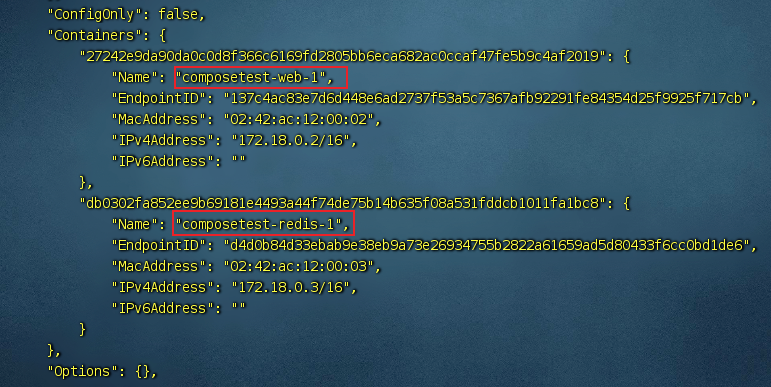 "ConfigOnly": false,
"Containers": {
"27242e9da90da0c0d8f366c6169fd2805bb6eca682ac0ccaf47fe5b9c4af2019": {
"Name": "composetest-web-1",
"EndpointID": "137c4ac83e7d6d448e6ad2737f53a5c7367afb92291fe84354d25f9925f717cb",
"MacAddress": "02:42:ac:12:00:02",
"IPv4Address": "172.18.0.2/16",
"IPv6Address": ""
},
"db0302fa852ee9b69181e4493a44f74de75b14b635f08a531fddcb1011fa1bc8": {
"Name": "composetest-redis-1",
"EndpointID": "d4d0b84d33ebab9e38eb9a73e26934755b2822a61659ad5d80433f6cc0bd1de6",
"MacAddress": "02:42:ac:12:00:03",
"IPv4Address": "172.18.0.3/16",
"IPv6Address": ""
}
},
"Options": {},